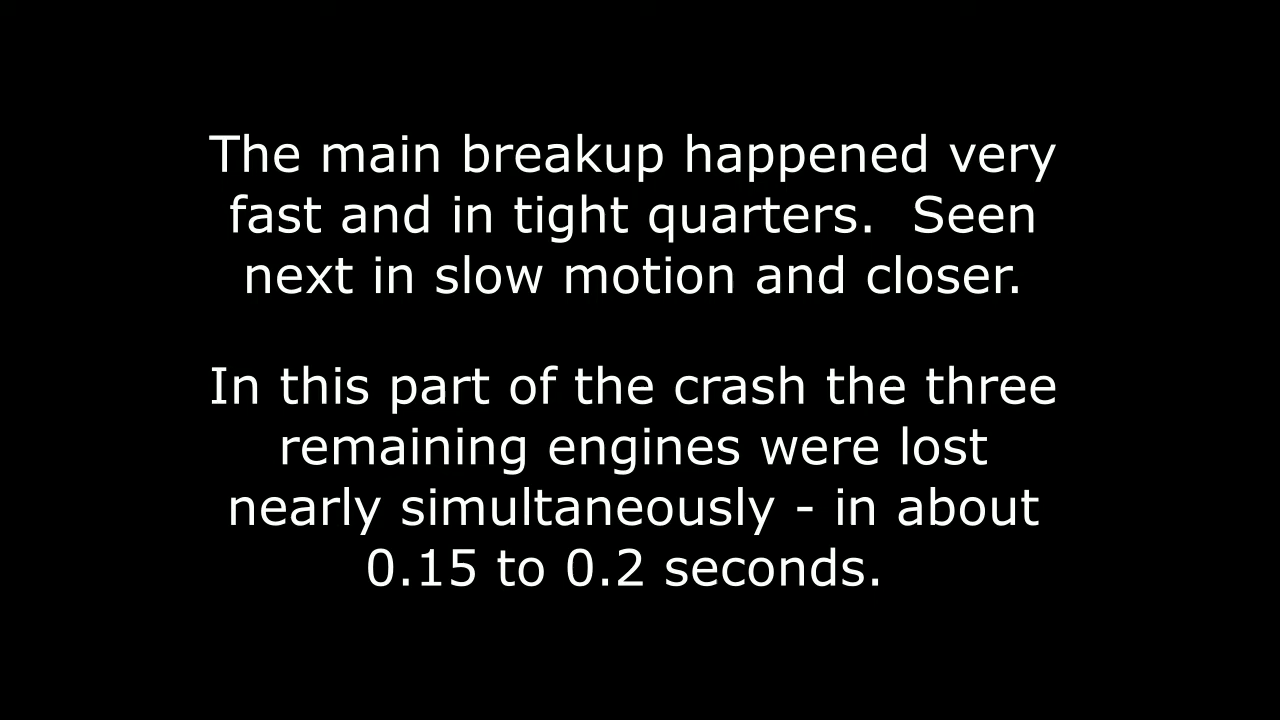 The main breakup happened very
fast and in tight quarters.  Seen
next in slow motion and closer.
In this part of the crash the three
remaining engines were lost
nearly simultaneously - in about
0.15 to 0.2 seconds.